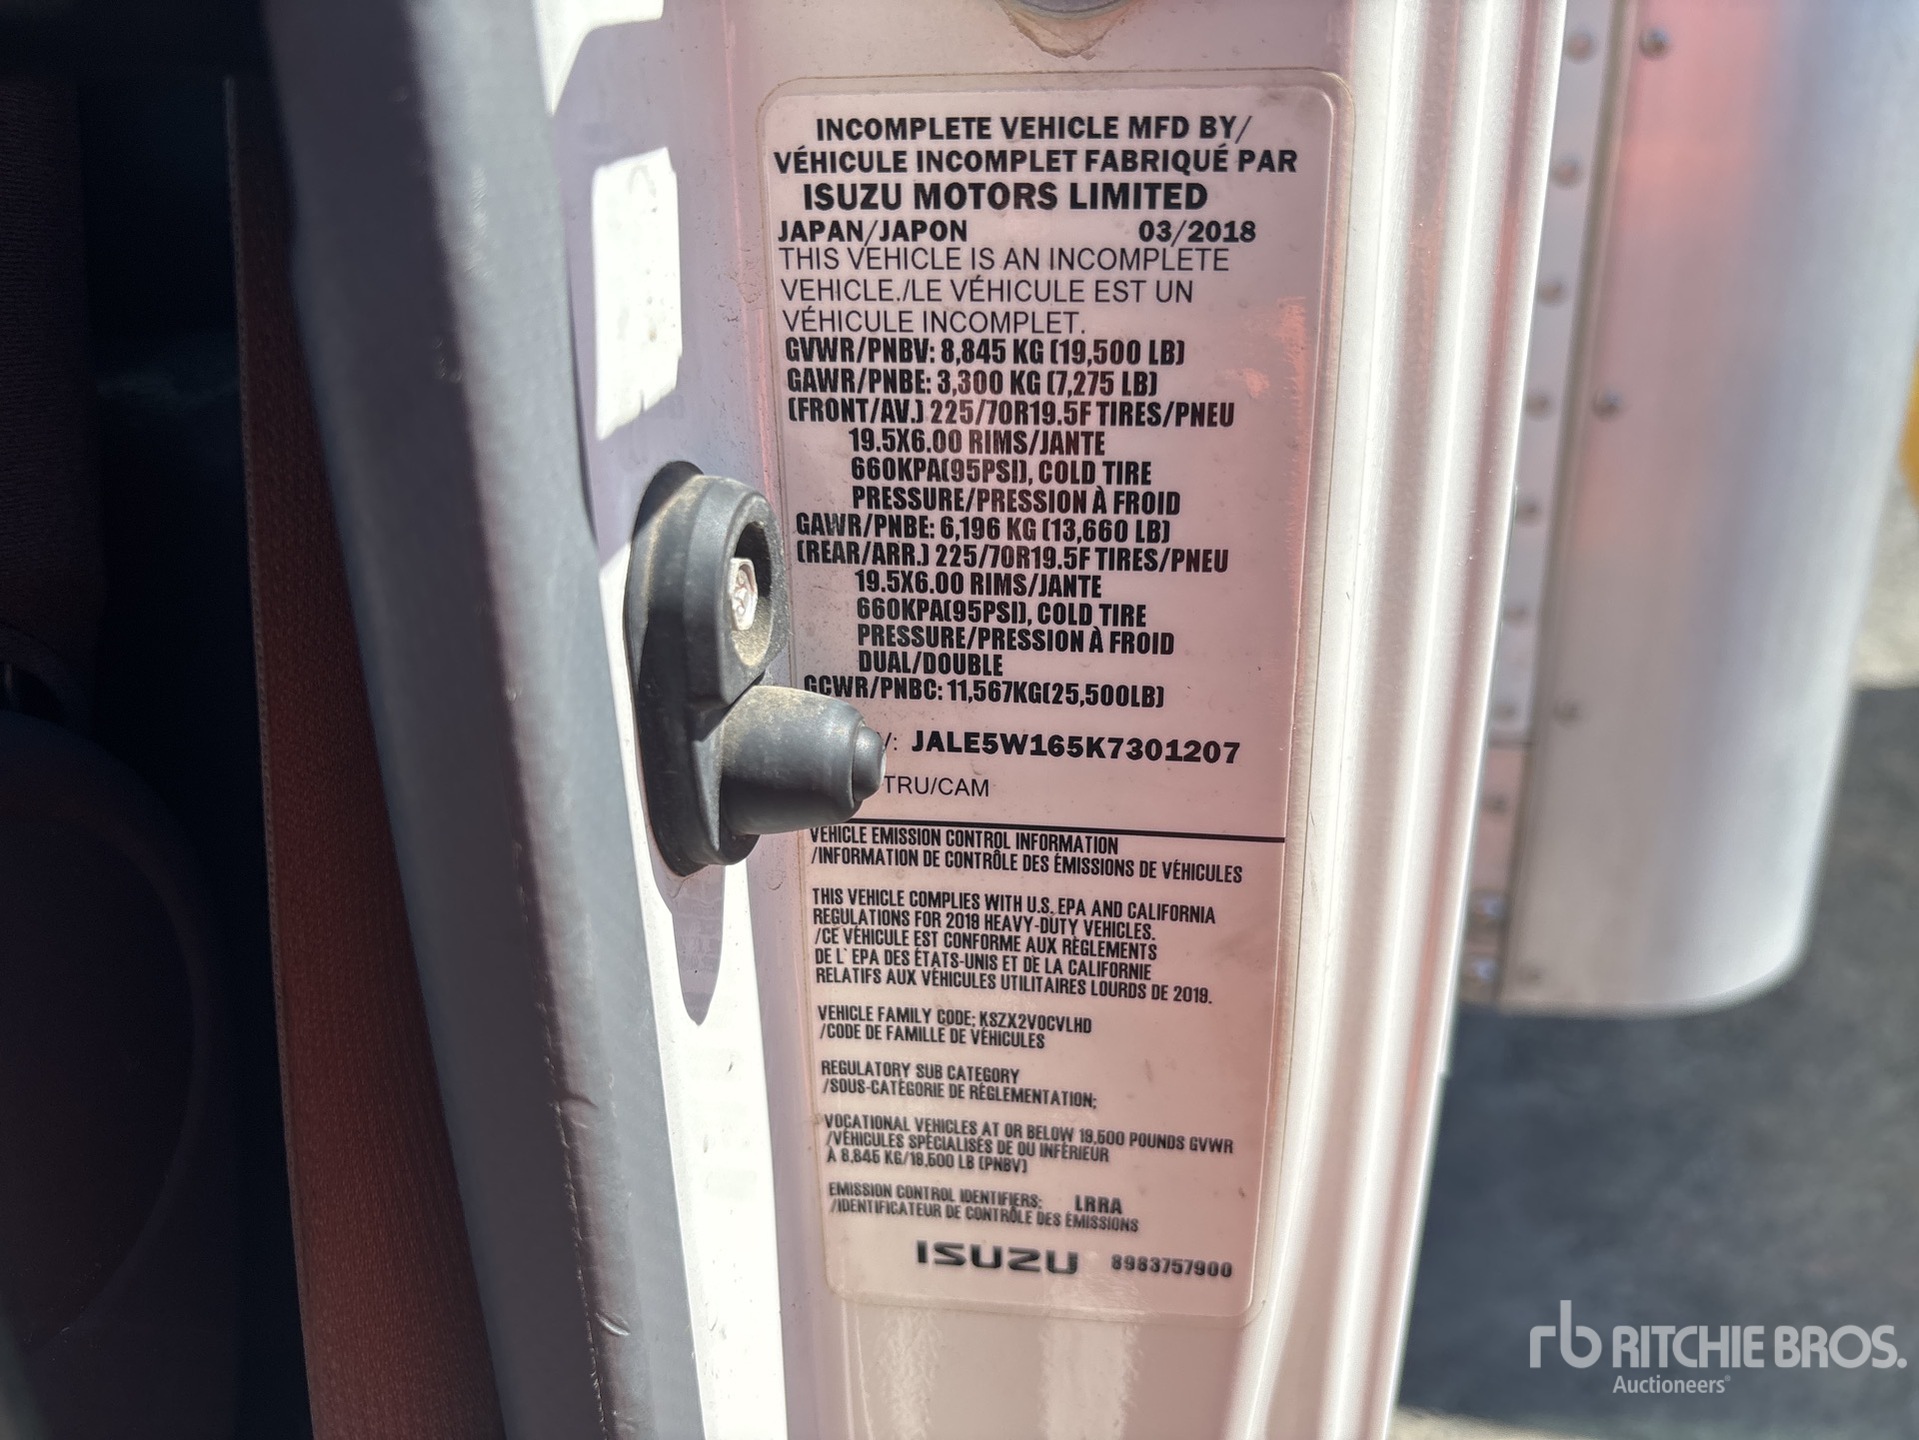 INCOMPLETE VEHICLE MFD BY/
VÉHICULE INCOMPLET FABRIQUÉ PAR
ISUZU MOTORS LIMITED
JAPAN/JAPON 03/2018
THIS VEHICLE IS AN INCOMPLETE
VEHICLE./LE VÉHICULE EST UN
VÉHICULE INCOMPLET.
GVWR/PNBV: 8,845 KG (19,500 LB)
GAWR/PNBE: 3,300 KG (7,275 LB)
(FRONT/AV.) 225/70R19.5F TIRES/PNEU
19.5X6.00 RIMS/JANTE
660KPA(95PSI), COLD TIRE
PRESSURE/PRESSION À FROID
GAWR/PNBE: 6,196 KG (13,660 LB)
(REAR/ARR.) 225/70R19.5F TIRES/PNEU
19.5X6.00 RIMS/JANTE
660KPA(95PSI), COLD TIRE
PRESSURE/PRESSION À FROID
DUAL/DOUBLE
GCWR/PNBC: 11,567KG(25,500LB)
: JALE5W165K7301207
TRU/CAM
VEHICLE EMISSION CONTROL INFORMATION
/INFORMATION DE CONTRÔLE DES ÉMISSIONS DE VÉHICULES
THIS VEHICLE COMPLIES WITH U.S. EPA AND CALIFORNIA
REGULATIONS FOR 2019 HEAVY-DUTY VEHICLES.
/CE VÉHICULE EST CONFORME AUX RÈGLEMENTS
DE L'EPA DES ÉTATS-UNIS ET DE LA CALIFORNIE
RELATIFS AUX VÉHICULES UTILITAIRES LOURDS DE 2019.
VEHICLE FAMILY CODE: KSZX2VOCVLHD
/CODE DE FAMILLE DE VÉHICULES
REGULATORY SUB CATEGORY
/SOUS-CATÉGORIE DE RÉGLEMENTATION;
VOCATIONAL VEHICLES AT OR BELOW 19,500 POUNDS GVWR
/VÉHICULES SPÉCIALISÉS DE OU INFÉRIEUR
À 8,845 KG/19,500 LB (PNBV)
EMISSION CONTROL IDENTIFIERS: LRRA
/IDENTIFICATEUR DE CONTRÔLE DES ÉMISSIONS
ISUZU 8983757900
rb RITCHIE BROS.
Auctioneers®